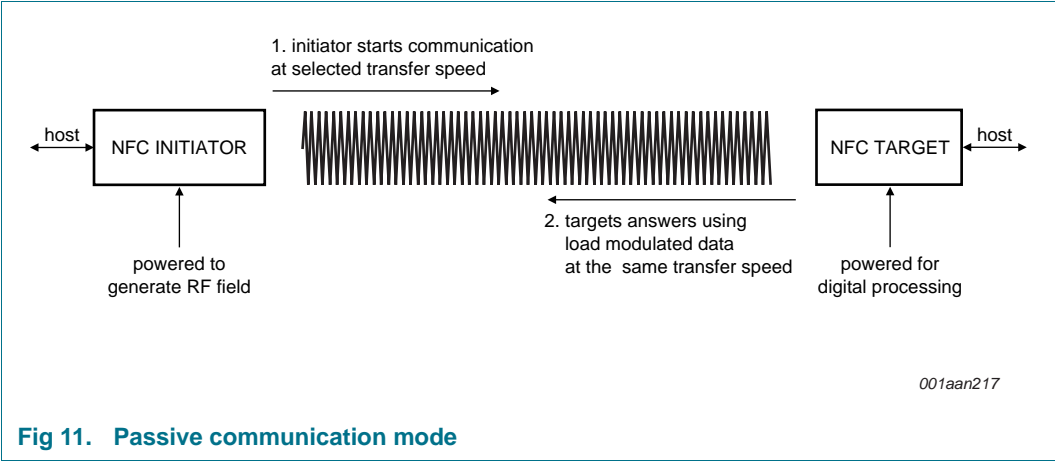 1. initiator starts communication
at selected transfer speed
host
NFC INITIATOR
NFC TARGET
host
2. targets answers using
load modulated data
at the same transfer speed
powered to
generate RF field
powered for
digital processing
001aan217
Fig 11. Passive communication mode